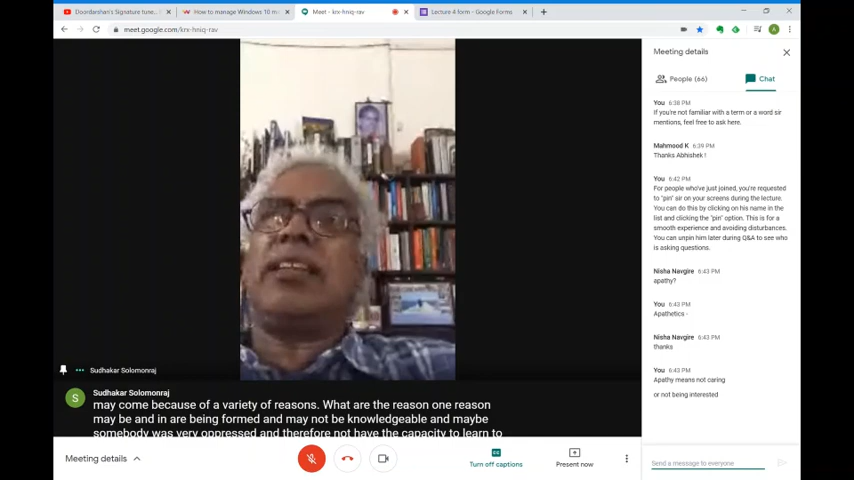 Doordarshan's Signature tune...
How to manage Windows 10 m
Meet - krx-hniq-rav
Lecture 4 form - Google Forms
meet.google.com/krx-hniq-rav
Meeting details
People (66)
Chat
You 6:38 PM
If you're not familiar with a term or a word sir
mentions, feel free to ask here.
Mahmood K 6:39 PM
Thanks Abhishek !
You 6:42 PM
For people who've just joined, you're requested
to "pin" sir on your screens during the lecture.
You can do this by clicking on his name in the
list and clicking the "pin" option. This is for a
smooth experience and avoiding disturbances.
You can unpin him later during Q&A to see who
is asking questions.
Nisha Navgire 6:43 PM
apathy?
You 6:43 PM
Apathetics -
Nisha Navgire 6:43 PM
thanks
You 6:43 PM
Apathy means not caring
or not being interested
Send a message to everyone
Sudhakar Solomonraj
S
Sudhakar Solomonraj
may come because of a variety of reasons. What are the reason one reason
may be and in are being formed and may not be knowledgeable and maybe
somebody was very oppressed and therefore not have the capacity to learn to
Meeting details
Turn off captions
Present now